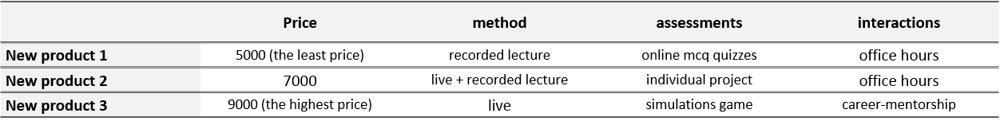 Price method assessments interactions
New product 1 5000 (the least price) recorded lecture online mcq quizzes office hours
New product 2 7000 live + recorded lecture individual project office hours
New product 3 9000 (the highest price) live simulations game career-mentorship